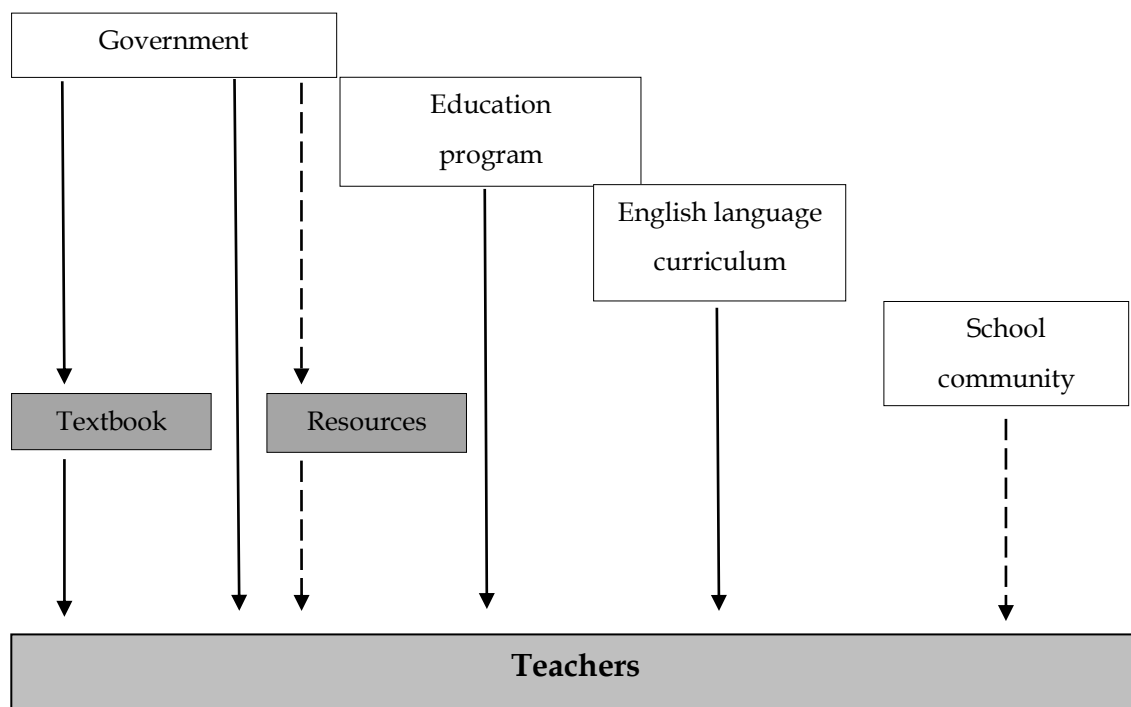 Government
Education
program
English language
curriculum
School
community
Textbook
Resources
Teachers